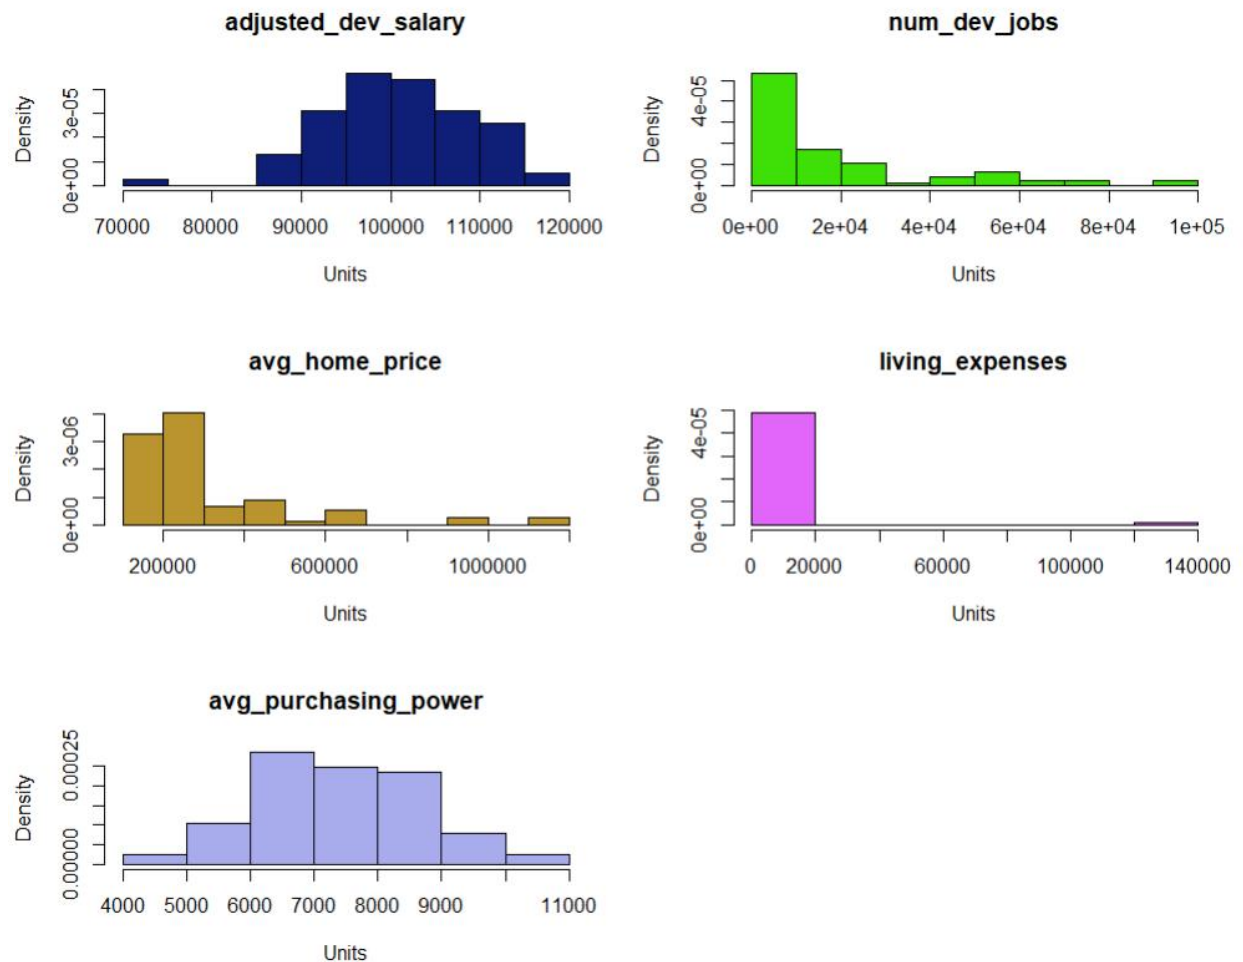 adjusted_dev_salary
Density
0e+00 3e-05
70000 80000 90000 100000 110000 120000
Units
num_dev_jobs
Density
0e+00 4e-05
0e+00 2e+04 4e+04 6e+04 8e+04 1e+05
Units
avg_home_price
Density
0e+00 3e-06
200000 600000 1000000
Units
living_expenses
Density
0e+00 4e-05
0 20000 60000 100000 140000
Units
avg_purchasing_power
Density
0.00000 0.00025
4000 5000 6000 7000 8000 9000 11000
Units